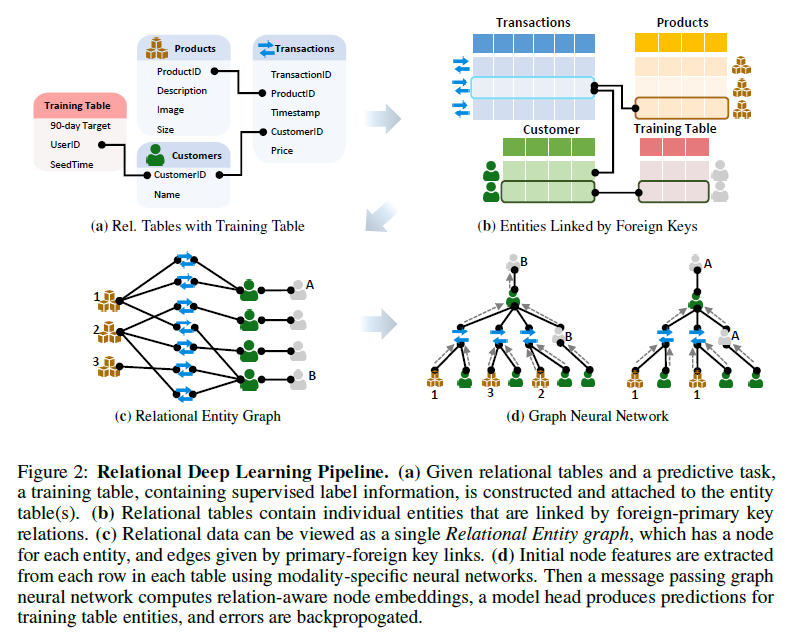 Products
ProductID
Description
Image
Size
Transactions
TransactionID
ProductID
Timestamp
CustomerID
Price
Training Table
90-day Target
UserID
SeedTime
Customers
CustomerID
Name
(a) Rel. Tables with Training Table
Transactions
Products
Customer
Training Table
(b) Entities Linked by Foreign Keys
1
2
3
A
B
(c) Relational Entity Graph
B
B
1
3
2
A
A
1
1
(d) Graph Neural Network
Figure 2: Relational Deep Learning Pipeline. (a) Given relational tables and a predictive task,
a training table, containing supervised label information, is constructed and attached to the entity
table(s). (b) Relational tables contain individual entities that are linked by foreign-primary key
relations. (c) Relational data can be viewed as a single Relational Entity graph, which has a node
for each entity, and edges given by primary-foreign key links. (d) Initial node features are extracted
from each row in each table using modality-specific neural networks. Then a message passing graph
neural network computes relation-aware node embeddings, a model head produces predictions for
training table entities, and errors are backpropogated.